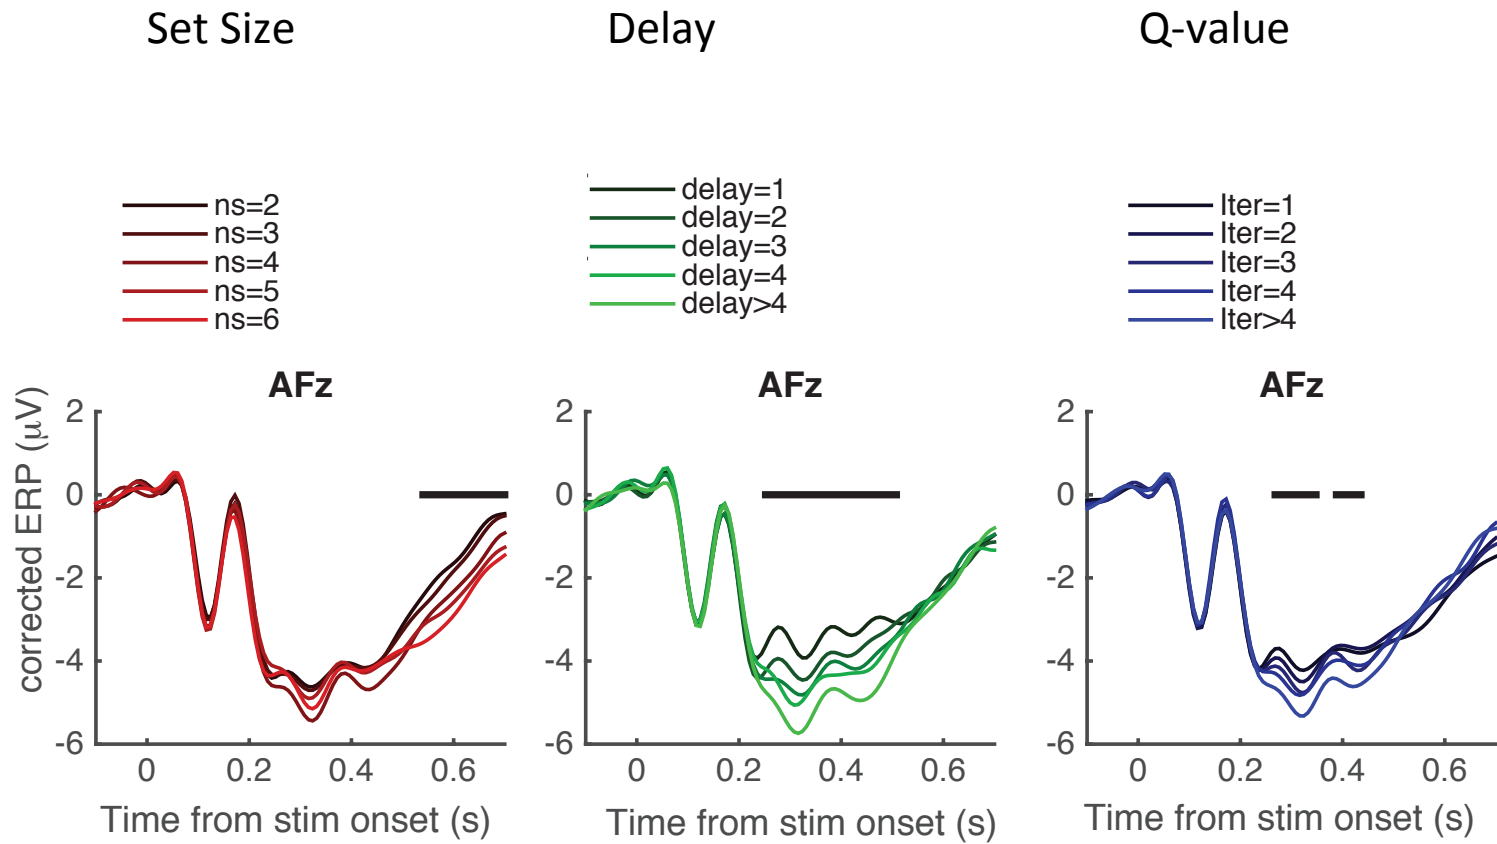 Set Size
Delay
Q-value
ns=2
ns=3
ns=4
ns=5
ns=6
delay=1
delay=2
delay=3
delay=4
delay>4
Iter=1
Iter=2
Iter=3
Iter=4
Iter>4
AFz
AFz
AFz
corrected ERP (μV)
2
0
-2
-4
-6
0
0.2
0.4
0.6
Time from stim onset (s)
2
0
-2
-4
-6
0
0.2
0.4
0.6
Time from stim onset (s)
2
0
-2
-4
-6
0
0.2
0.4
0.6
Time from stim onset (s)